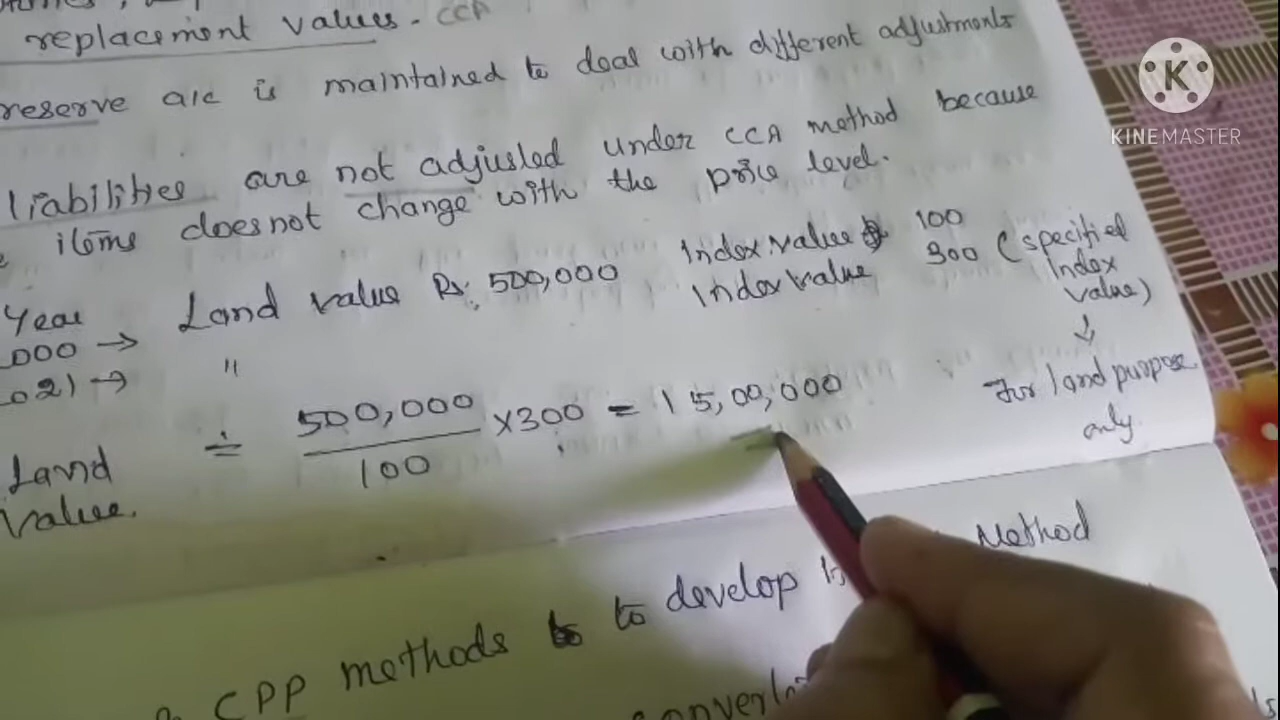 replacement values. CCA
reserve a/c is maintained to deal with different adjustments
liabilities are not adjusted under CCA method because
items does not change with the price level.
Year
000 → Land value Rs. 500,000 Index value 100
021 → " Index value 300 (specified Index value)
↓
For land purpose only.
Land value. = 500,000 / 100 × 300 = 15,00,000
CPP methods to develop Method
KINEMASTER